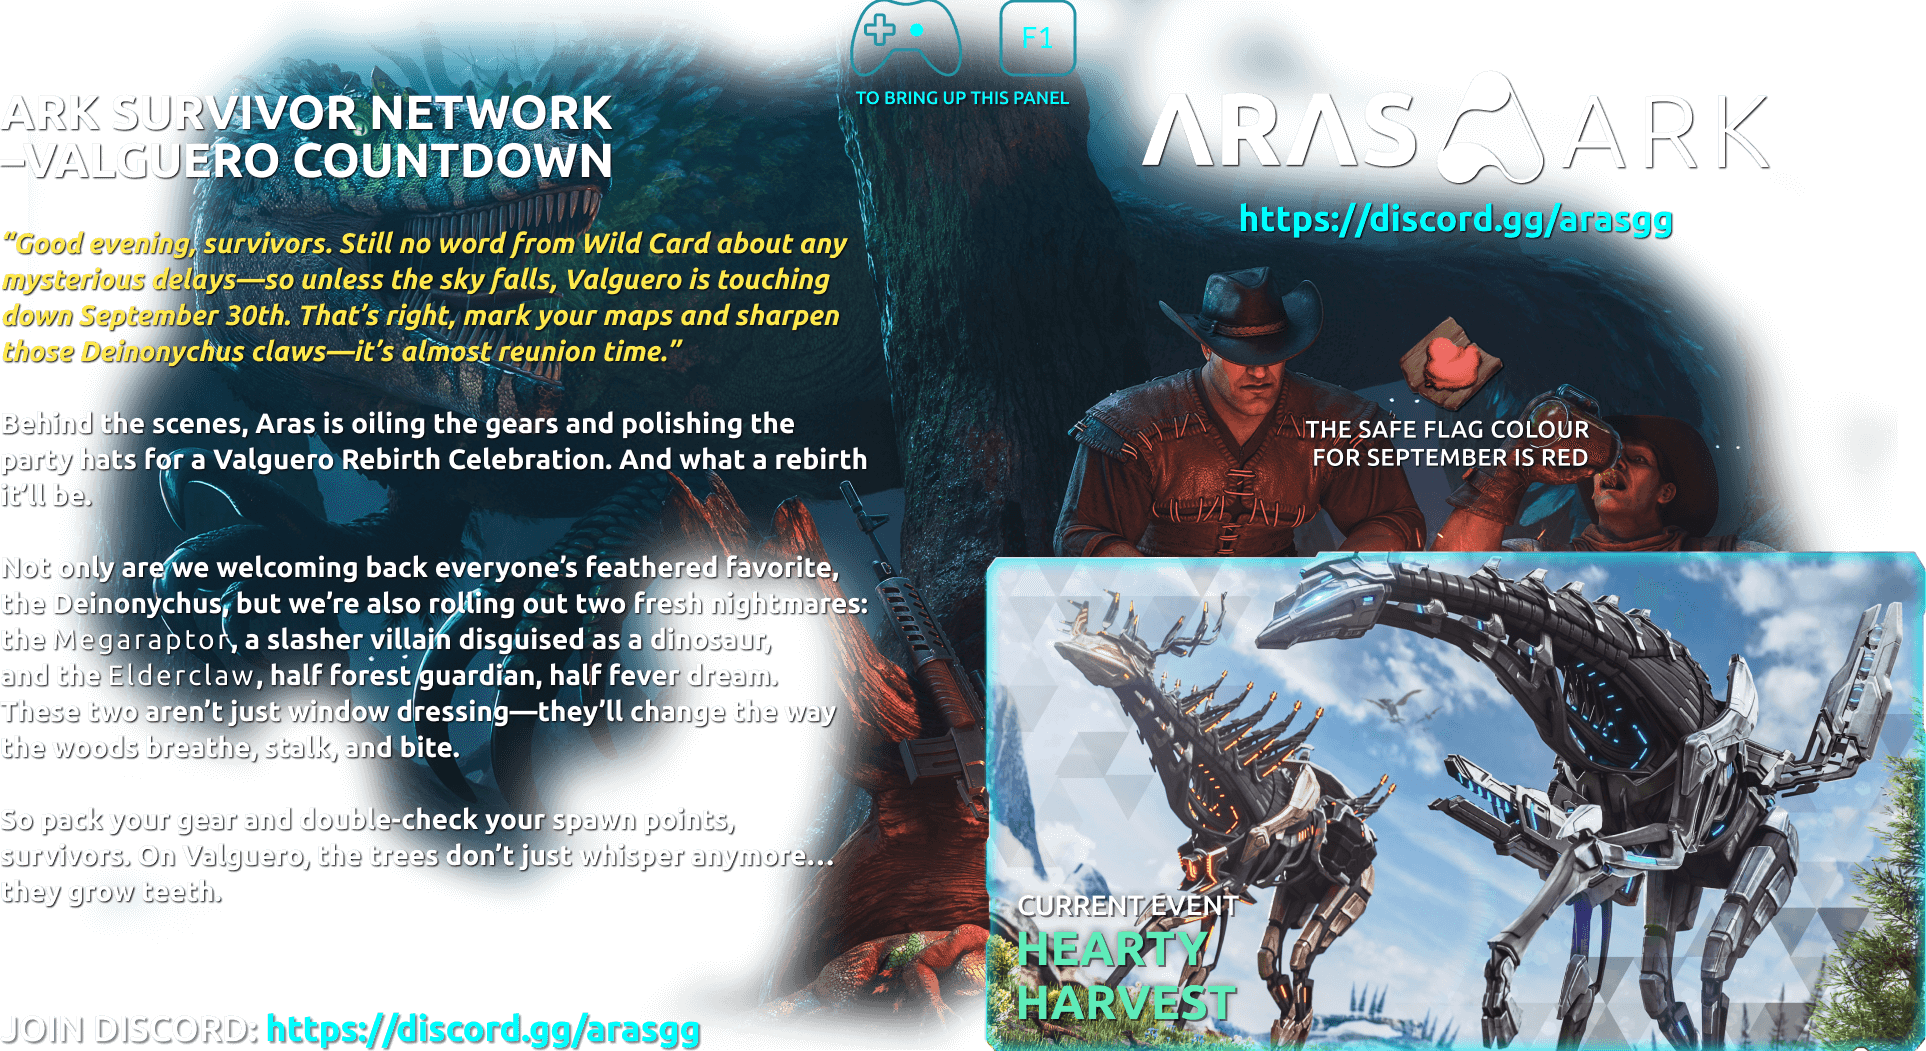 F1
TO BRING UP THIS PANEL
ARK SURVIVOR NETWORK
–VALGUERO COUNTDOWN
“Good evening, survivors. Still no word from Wild Card about any
mysterious delays—so unless the sky falls, Valguero is touching
down September 30th. That’s right, mark your maps and sharpen
those Deinonychus claws—it’s almost reunion time.”
Behind the scenes, Aras is oiling the gears and polishing the
party hats for a Valguero Rebirth Celebration. And what a rebirth
it’ll be.
Not only are we welcoming back everyone’s feathered favorite,
the Deinonychus, but we’re also rolling out two fresh nightmares:
the Megaraptor, a slasher villain disguised as a dinosaur,
and the Elderclaw, half forest guardian, half fever dream.
These two aren’t just window dressing—they’ll change the way
the woods breathe, stalk, and bite.
So pack your gear and double-check your spawn points,
survivors. On Valguero, the trees don’t just whisper anymore…
they grow teeth.
JOIN DISCORD: https://discord.gg/arasgg
ARAS ARK
https://discord.gg/arasgg
THE SAFE FLAG COLOUR
FOR SEPTEMBER IS RED
CURRENT EVENT
HEARTY
HARVEST